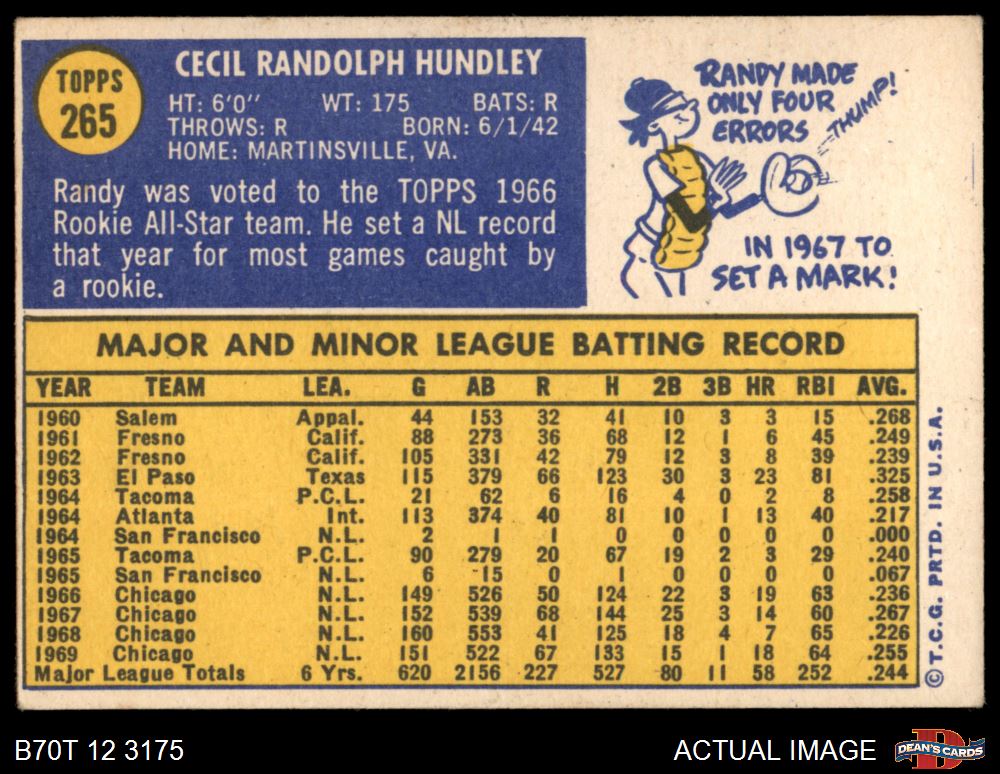 TOPPS
265
CECIL RANDOLPH HUNDLEY
HT: 6'0" WT: 175 BATS: R
THROWS: R BORN: 6/1/42
HOME: MARTINSVILLE, VA.
Randy was voted to the TOPPS 1966
Rookie All-Star team. He set a NL record
that year for most games caught by
a rookie.
RANDY MADE
ONLY FOUR
ERRORS
THUMP!
IN 1967 TO
SET A MARK!
MAJOR AND MINOR LEAGUE BATTING RECORD
YEAR TEAM LEA. G AB R H 2B 3B HR RBI AVG.
1960 Salem Appal. 44 153 32 41 10 3 3 15 .268
1961 Fresno Calif. 88 273 36 68 12 1 6 45 .249
1962 Fresno Calif. 105 331 42 79 12 3 8 39 .239
1963 El Paso Texas 115 379 66 123 30 3 23 81 .325
1964 Tacoma P.C.L. 21 62 6 16 4 0 2 8 .258
1964 Atlanta Int. 113 374 40 81 10 1 13 40 .217
1964 San Francisco N.L. 2 1 1 0 0 0 0 0 .000
1965 Tacoma P.C.L. 90 279 20 67 19 2 3 29 .240
1965 San Francisco N.L. 6 15 0 1 0 0 0 0 .067
1966 Chicago N.L. 149 526 50 124 22 3 19 63 .236
1967 Chicago N.L. 152 539 68 144 25 3 14 60 .267
1968 Chicago N.L. 160 553 41 125 18 4 7 65 .226
1969 Chicago N.L. 151 522 67 133 15 1 18 64 .255
Major League Totals 6 Yrs. 620 2156 227 527 80 11 58 252 .244
© T.C.G. PRTD. IN U.S.A.
B70T 12 3175
ACTUAL IMAGE
DEAN'S CARDS